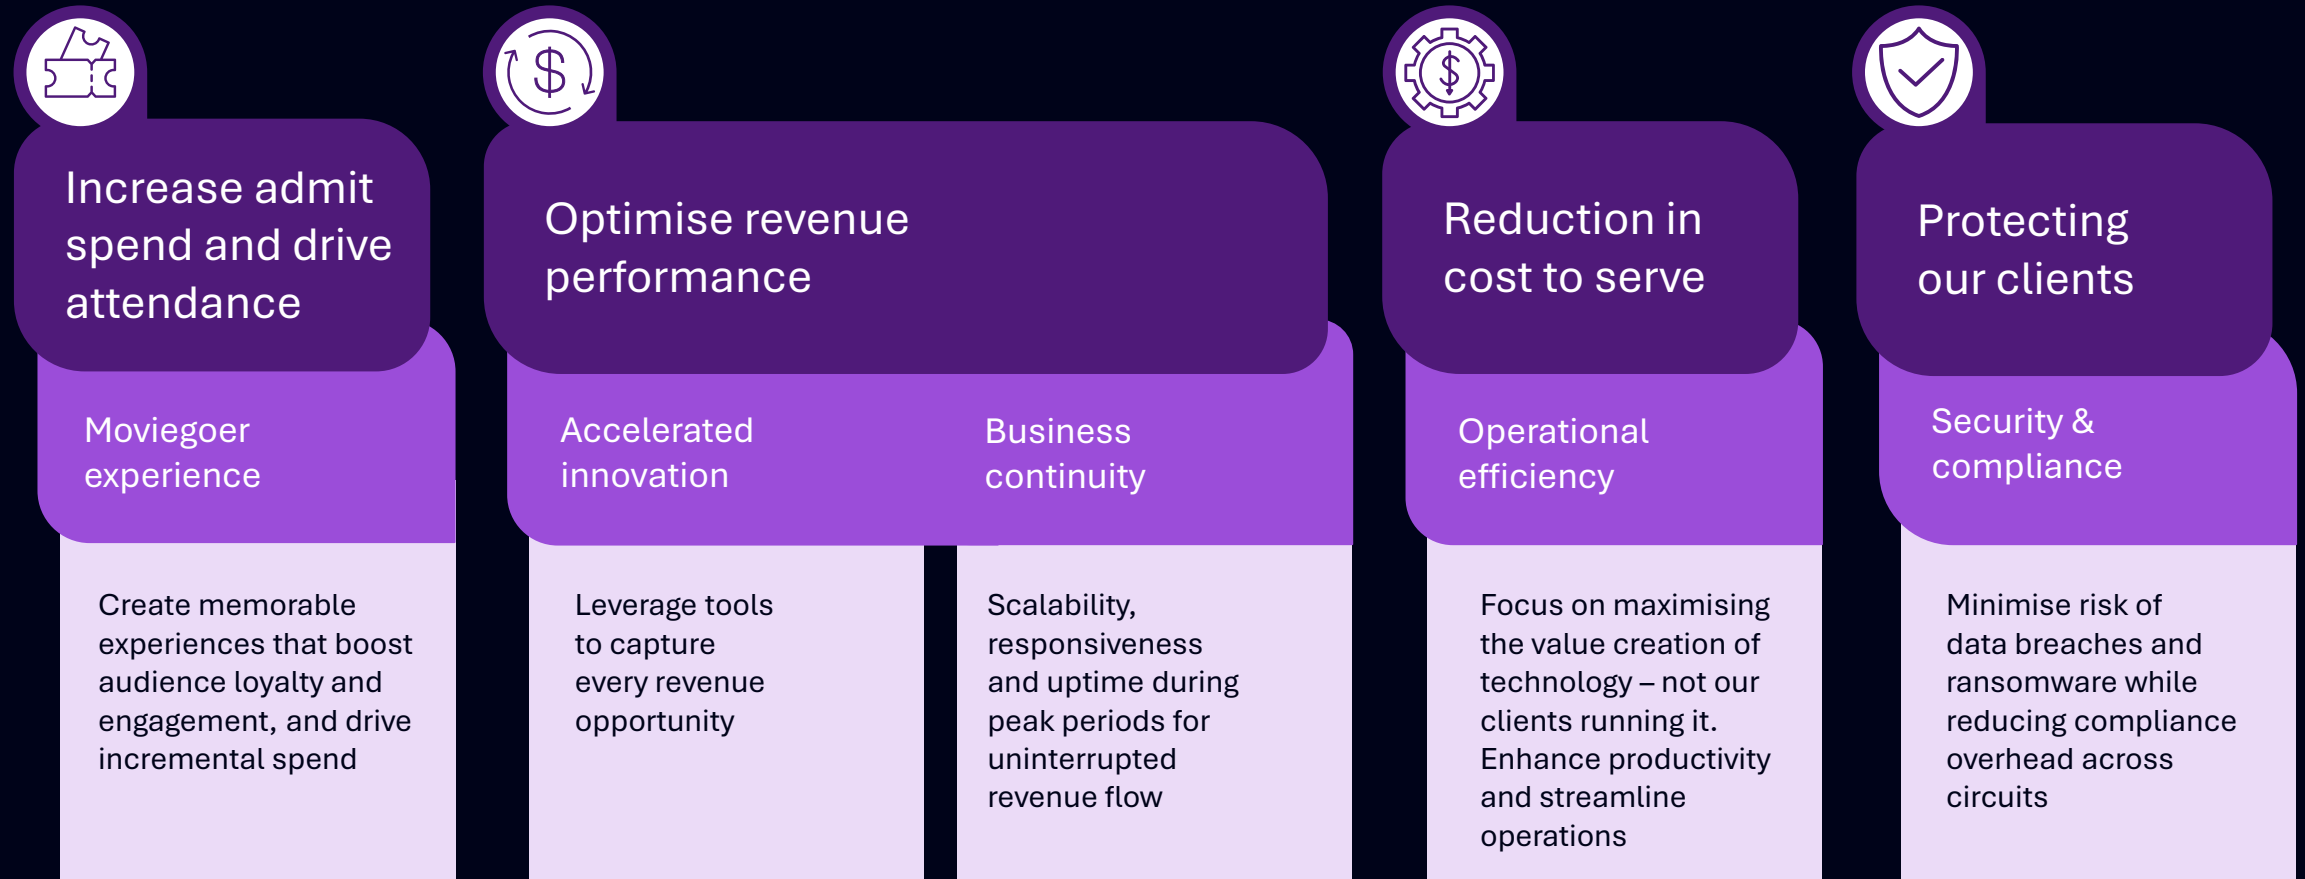 Increase admit
spend and drive
attendance
Moviegoer
experience
Create memorable
experiences that boost
audience loyalty and
engagement, and drive
incremental spend
$
Optimise revenue
performance
Accelerated
innovation
Leverage tools
to capture
every revenue
opportunity
Business
continuity
Scalability,
responsiveness
and uptime during
peak periods for
uninterrupted
revenue flow
$
Reduction in
cost to serve
Operational
efficiency
Focus on maximising
the value creation of
technology – not our
clients running it.
Enhance productivity
and streamline
operations
Protecting
our clients
Security &
compliance
Minimise risk of
data breaches and
ransomware while
reducing compliance
overhead across
circuits